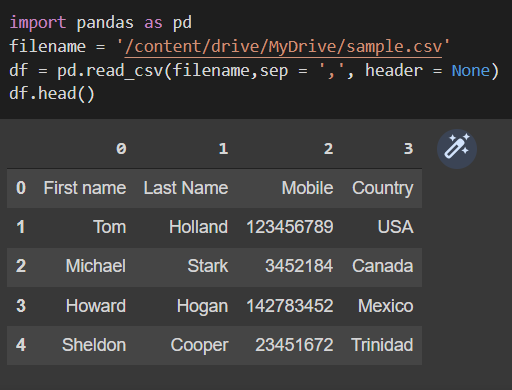 import pandas as pd
filename = '/content/drive/MyDrive/sample.csv'
df = pd.read_csv(filename,sep = ',', header = None)
df.head()
0 1 2 3
0 First name Last Name Mobile Country
1 Tom Holland 123456789 USA
2 Michael Stark 3452184 Canada
3 Howard Hogan 142783452 Mexico
4 Sheldon Cooper 23451672 Trinidad